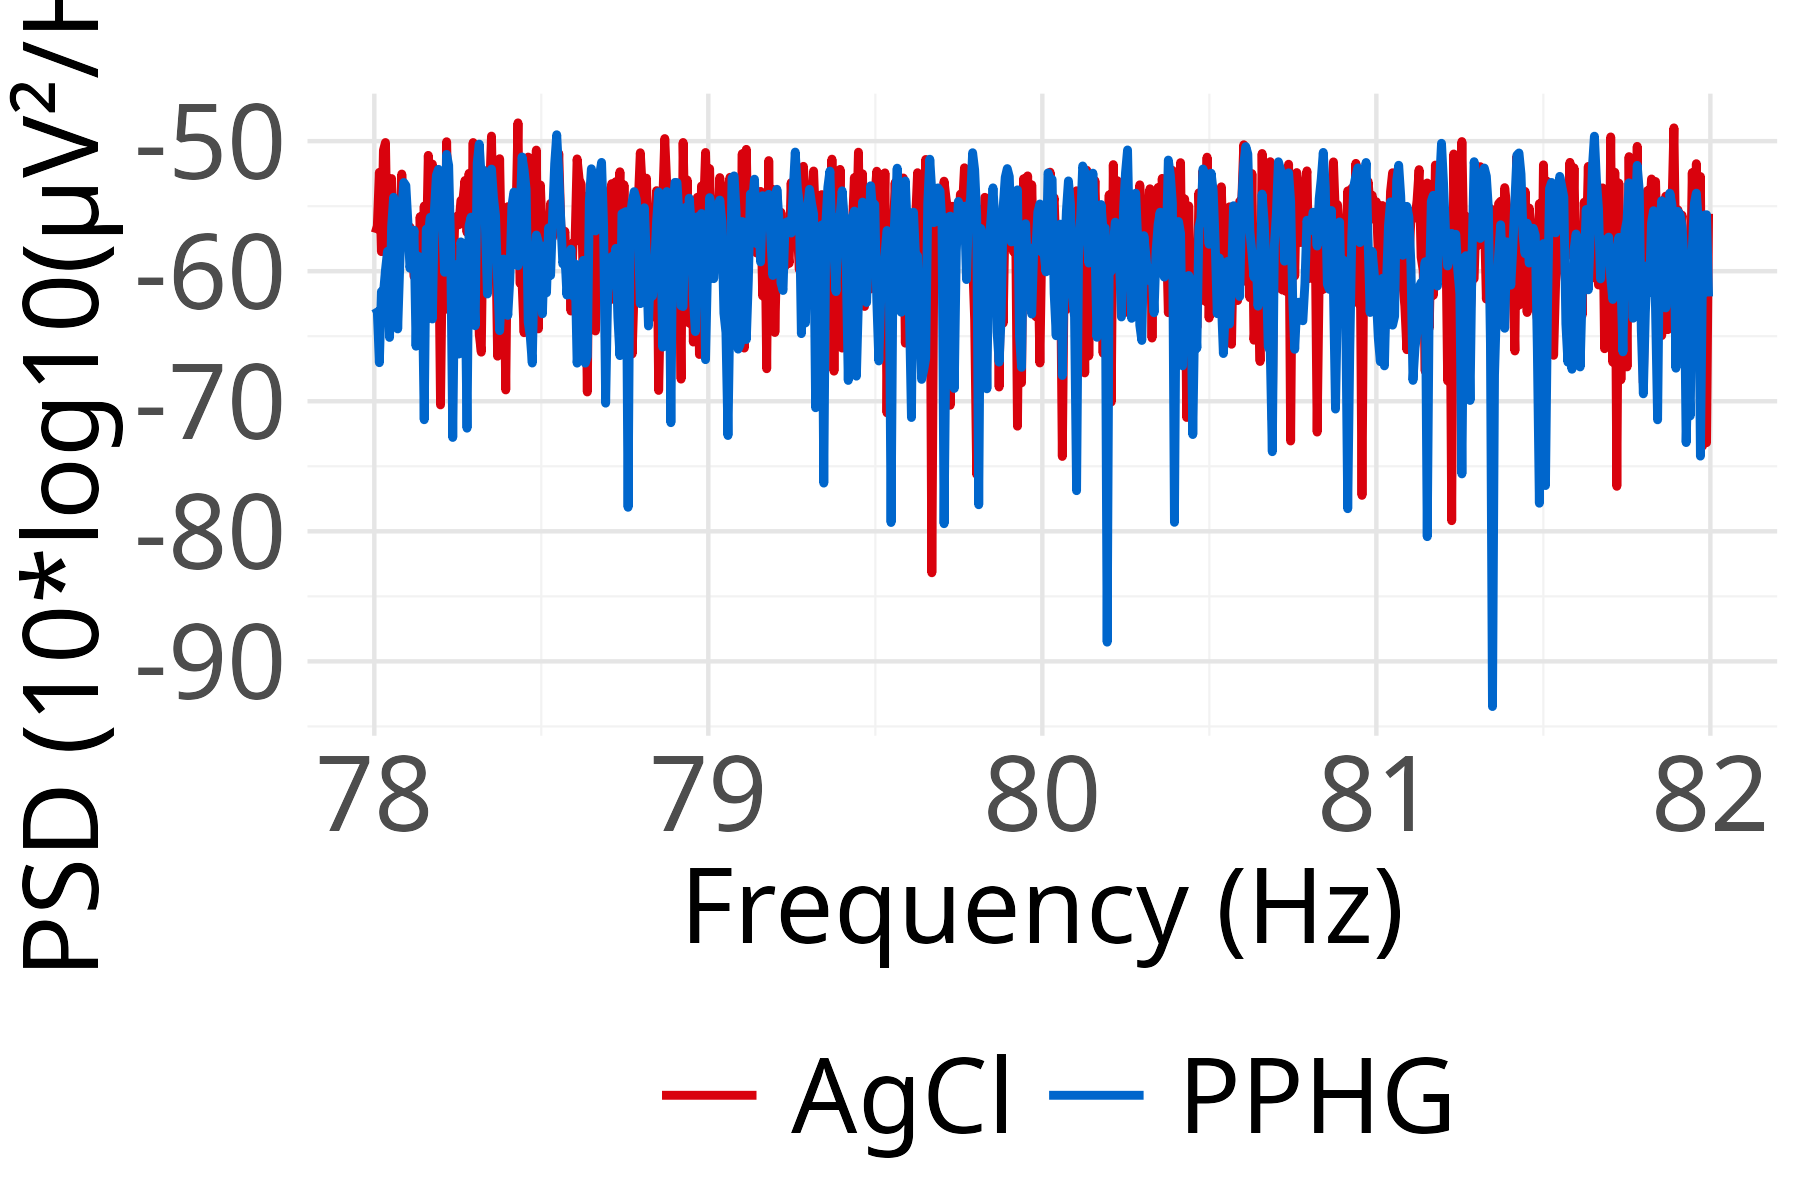 PSD (10*log10(µV²/H
-50
-60
-70
-80
-90
78 79 80 81 82
Frequency (Hz)
AgCl PPHG